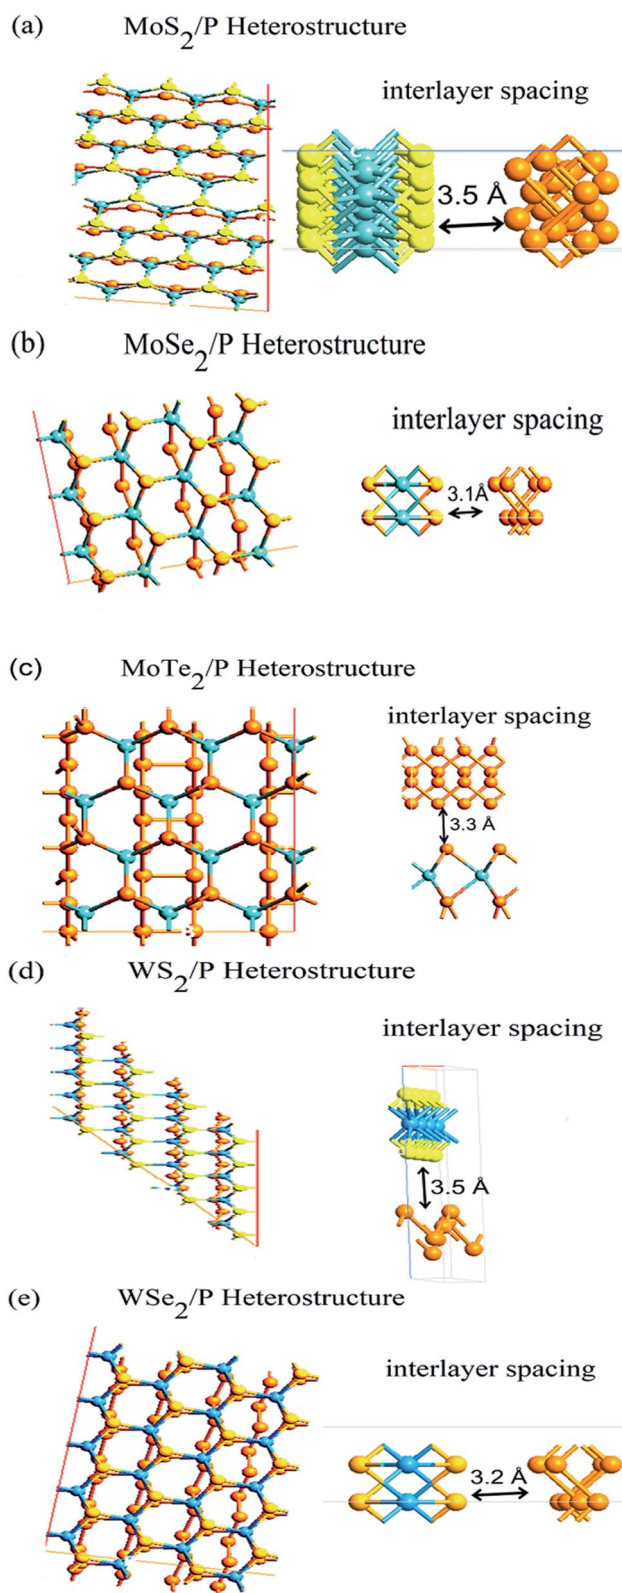 (a) MoS2/P Heterostructure
interlayer spacing
3.5 Å
(b) MoSe2/P Heterostructure
interlayer spacing
3.1Å
(c) MoTe2/P Heterostructure
interlayer spacing
3.3 Å
(d) WS2/P Heterostructure
interlayer spacing
3.5 Å
(e) WSe2/P Heterostructure
interlayer spacing
3.2 Å